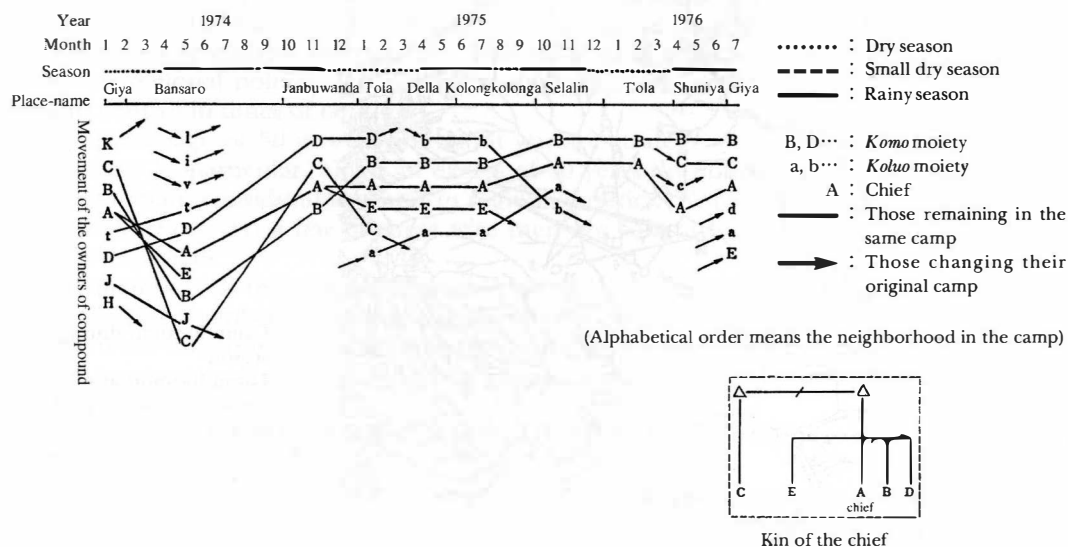 Year 1974 1975 1976
Month 1 2 3 4 5 6 7 8 9 10 11 12 1 2 3 4 5 6 7 8 9 10 11 12 1 2 3 4 5 6 7
Season
Place-name Giya Bansaro Janbuwanda Tola Della Kolongkolonga Selalin Tola Shuniya Giya
Movement of the owners of compound
K l D D b b B B B B
C i C B B B B A A C C
B v A A A A A a c A
A t B E E E b A d
t D C a a a
D A a E
E
J B
H J
C
: Dry season
: Small dry season
: Rainy season
B, D··· : Komo moiety
a, b··· : Koluo moiety
A : Chief
: Those remaining in the
same camp
: Those changing their
original camp
(Alphabetical order means the neighborhood in the camp)
C E A B D
chief
Kin of the chief